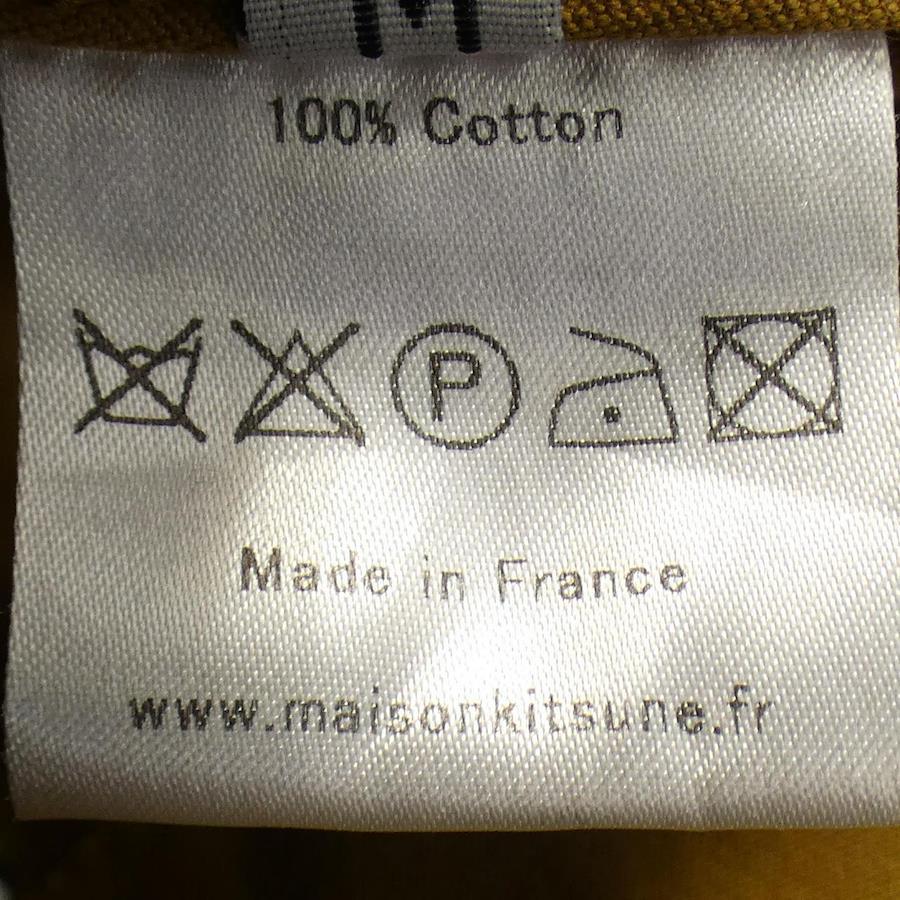 M
100% Cotton
P
Made in France
www.maisonkitsune.fr